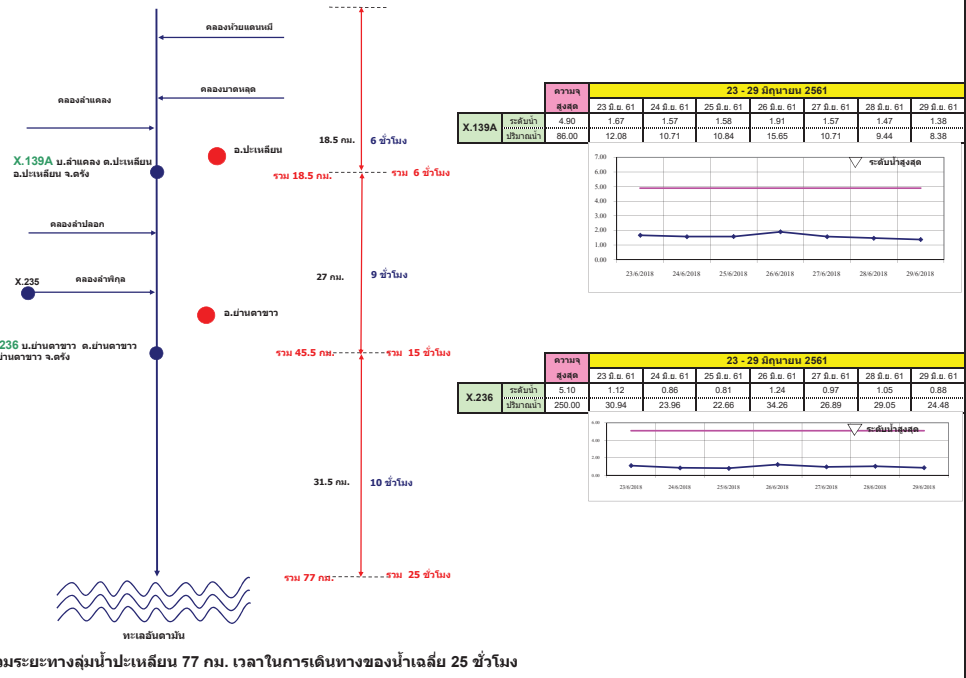 คลองห้วยแดนหมี
คลองบาดหลุด
คลองลำแคลง
18.5 กม. 6 ชั่วโมง
อ.ปะเหลียน
X.139A บ.ลำแคลง ต.ปะเหลียน
อ.ปะเหลียน จ.ตรัง
รวม 18.5 กม. รวม 6 ชั่วโมง
คลองลำปลอก
X.235
คลองลำพิกุล
27 กม. 9 ชั่วโมง
อ.ย่านตาขาว
236 บ.ย่านตาขาว ต.ย่านตาขาว
ย่านตาขาว จ.ตรัง
รวม 45.5 กม. รวม 15 ชั่วโมง
31.5 กม. 10 ชั่วโมง
รวม 77 กม. รวม 25 ชั่วโมง
ทะเลอันดามัน
วมระยะทางลุ่มน้ำปะเหลียน 77 กม. เวลาในการเดินทางของน้ำเฉลี่ย 25 ชั่วโมง
ความจุ 23 - 29 มิถุนายน 2561
สูงสุด 23 มิ.ย. 61 24 มิ.ย. 61 25 มิ.ย. 61 26 มิ.ย. 61 27 มิ.ย. 61 28 มิ.ย. 61 29 มิ.ย. 61
X.139A
ระดับน้ำ 4.90 1.67 1.57 1.58 1.91 1.57 1.47 1.38
ปริมาณน้ำ 86.00 12.08 10.71 10.84 15.65 10.71 9.44 8.38
ระดับน้ำสูงสุด
7.00
6.00
5.00
4.00
3.00
2.00
1.00
0.00
23/6/2018 24/6/2018 25/6/2018 26/6/2018 27/6/2018 28/6/2018 29/6/2018
ความจุ 23 - 29 มิถุนายน 2561
สูงสุด 23 มิ.ย. 61 24 มิ.ย. 61 25 มิ.ย. 61 26 มิ.ย. 61 27 มิ.ย. 61 28 มิ.ย. 61 29 มิ.ย. 61
X.236
ระดับน้ำ 5.10 1.12 0.86 0.81 1.24 0.97 1.05 0.88
ปริมาณน้ำ 250.00 30.94 23.96 22.66 34.26 26.89 29.05 24.48
ระดับน้ำสูงสุด
6.00
4.00
2.00
0.00
23/6/2018 24/6/2018 25/6/2018 26/6/2018 27/6/2018 28/6/2018 29/6/2018